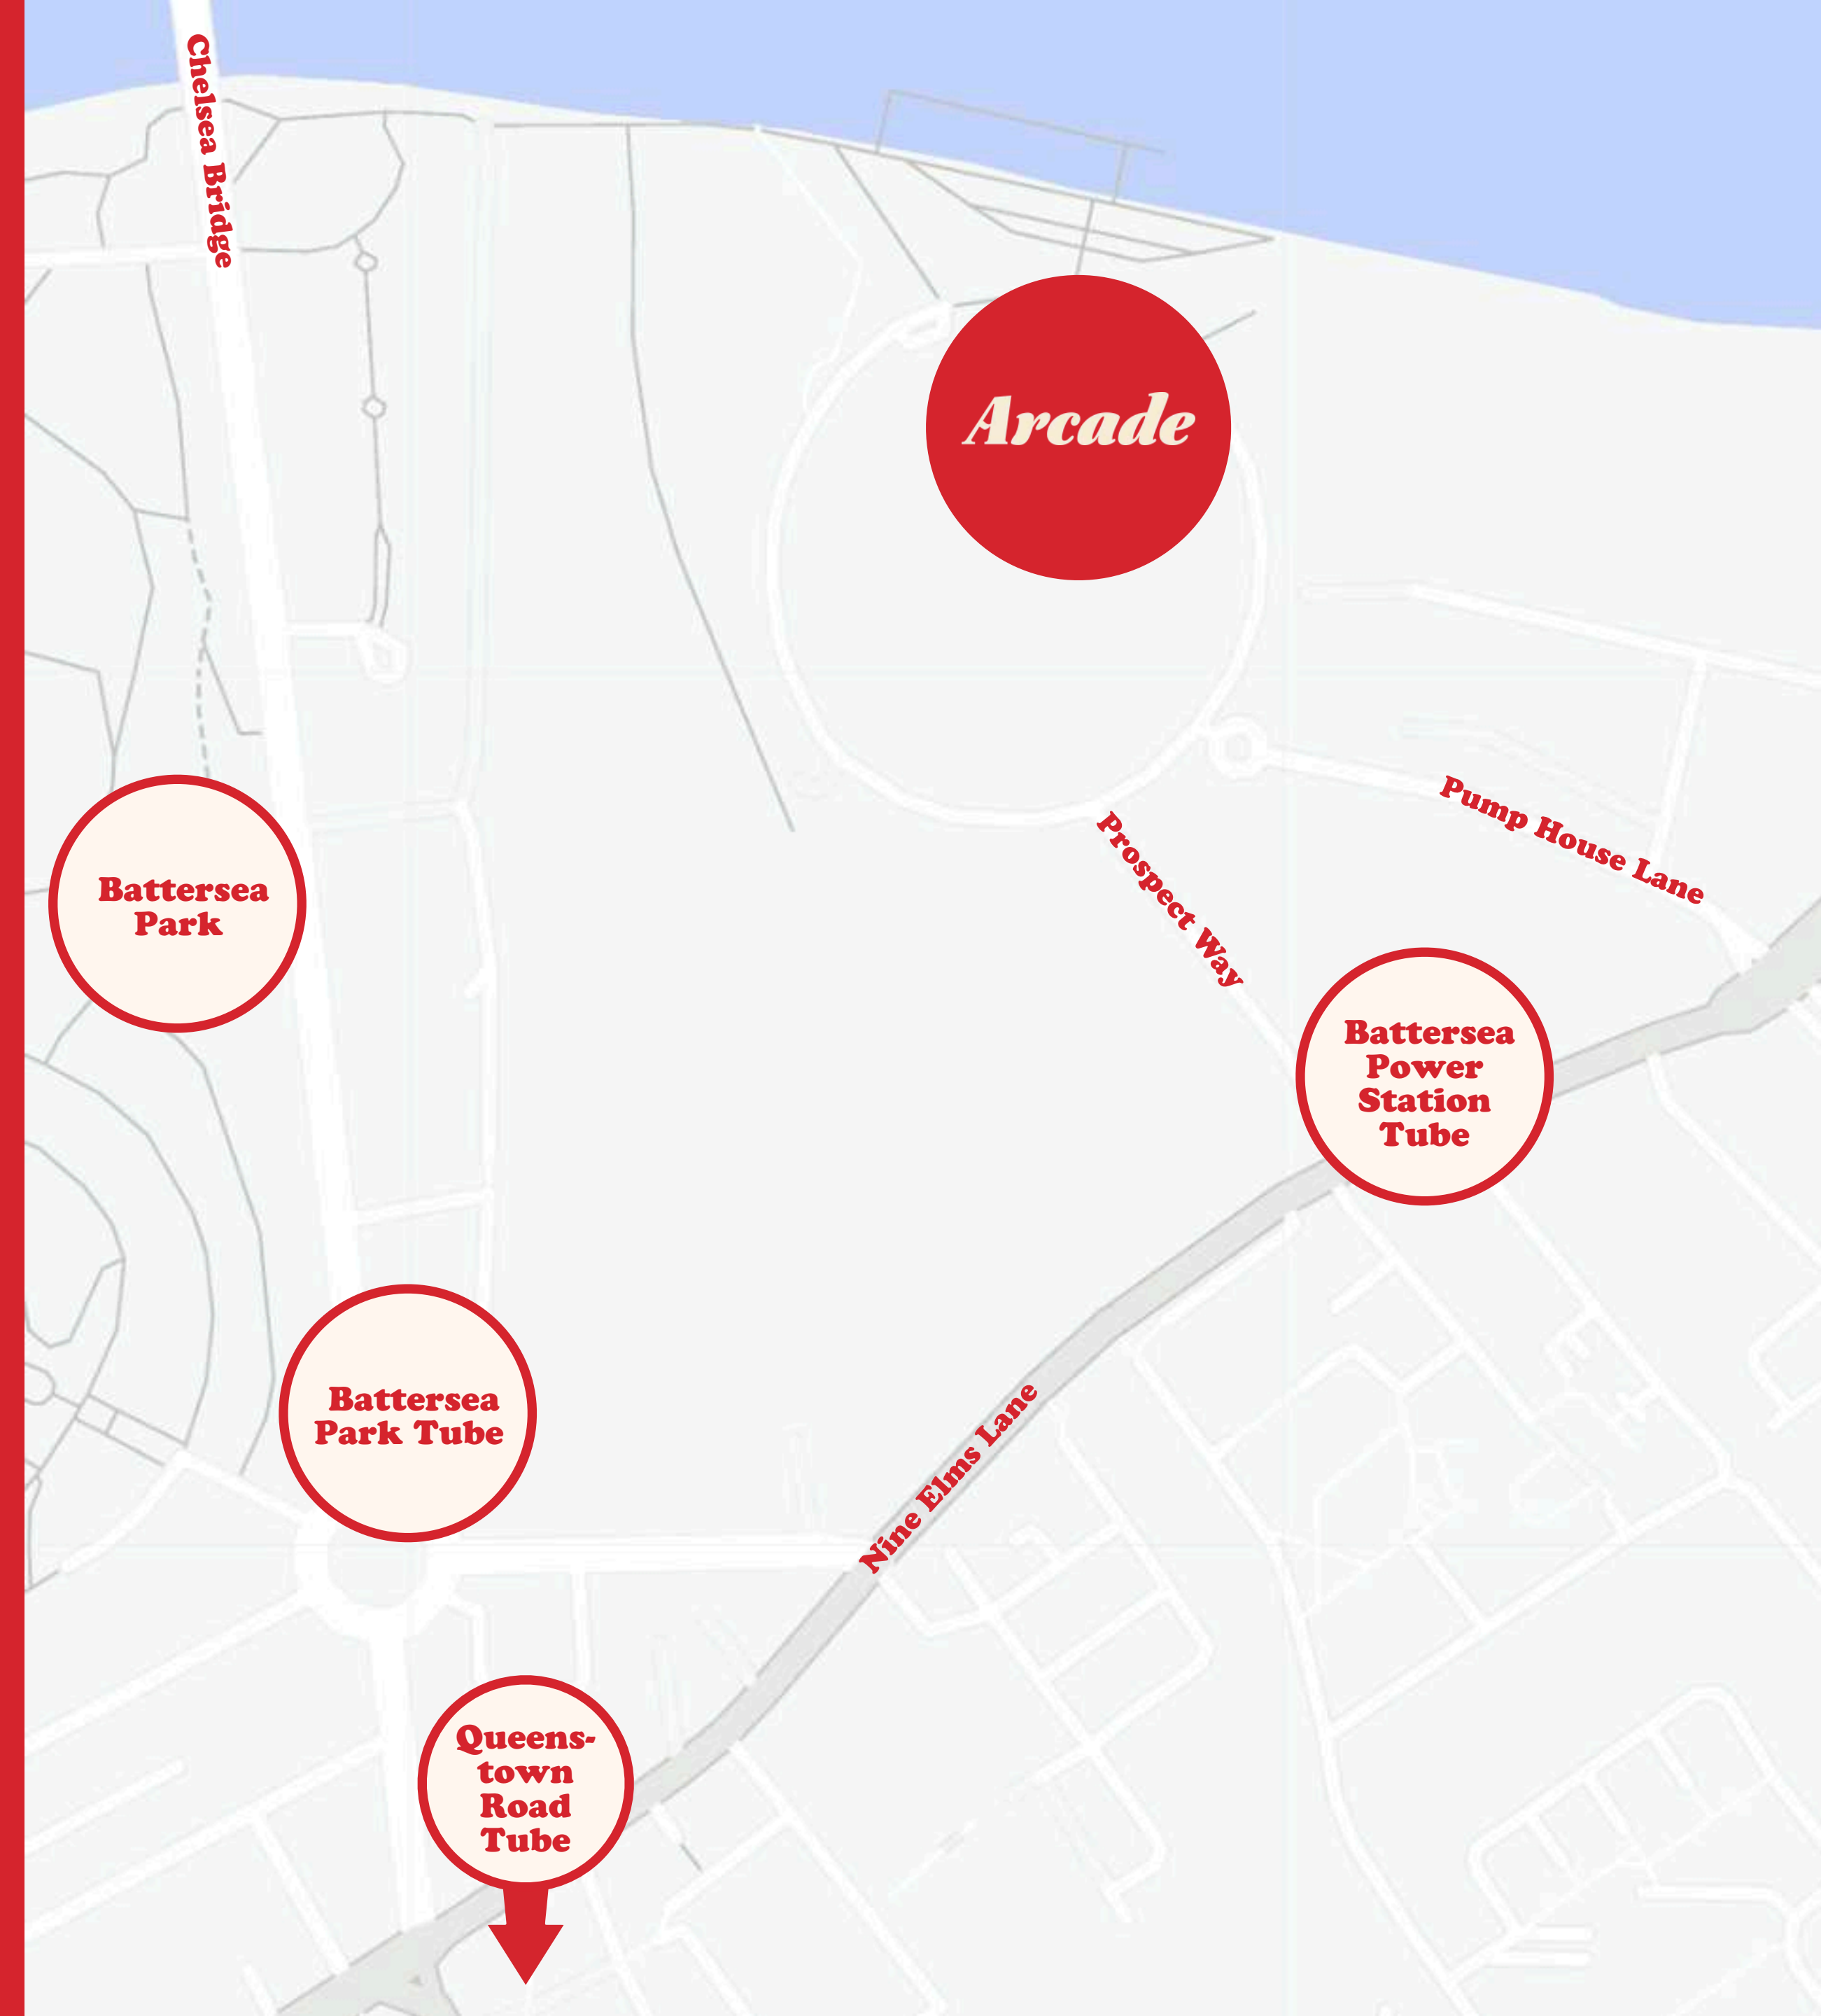 Chelsea Bridge
Arcade
Pump House Lane
Prospect Way
Battersea
Park
Battersea
Power
Station
Tube
Battersea
Park Tube
Nine Elms Lane
Queens-
town
Road
Tube